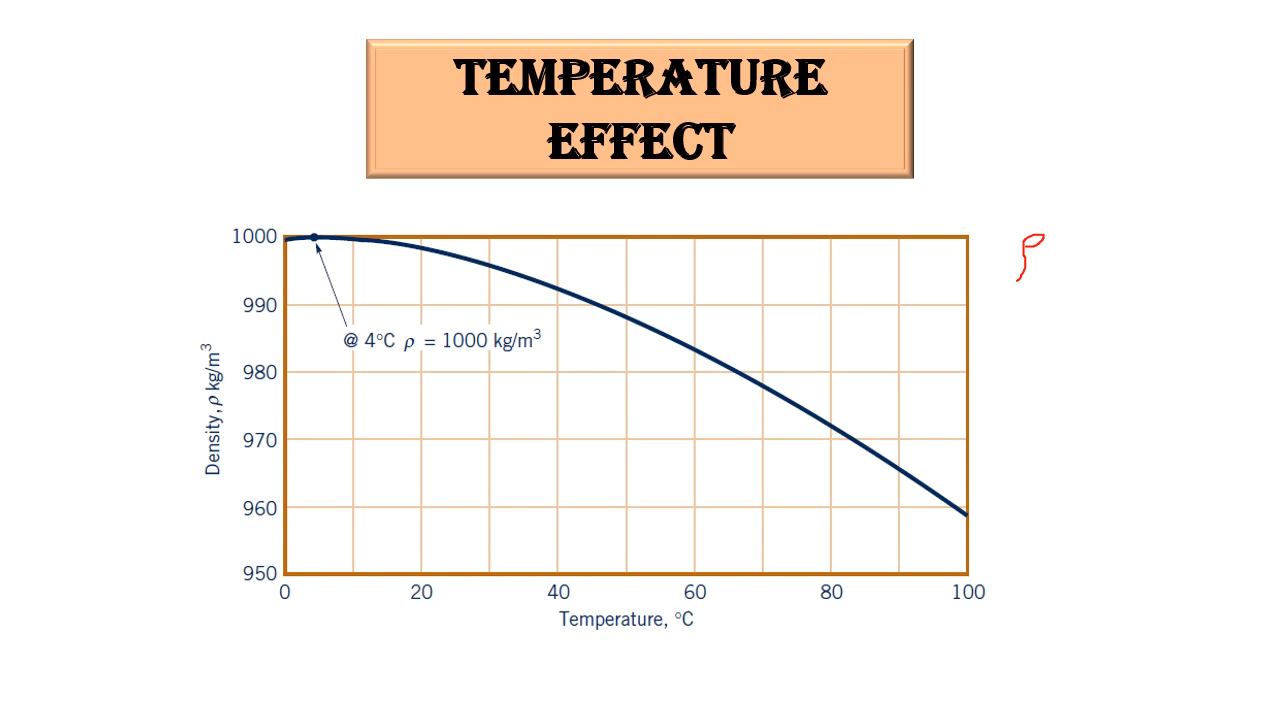 TEMPERATURE
EFFECT
1000
990
980
970
960
950
Density, ρ kg/m³
@ 4°C ρ = 1000 kg/m³
0 20 40 60 80 100
Temperature, °C
ρ